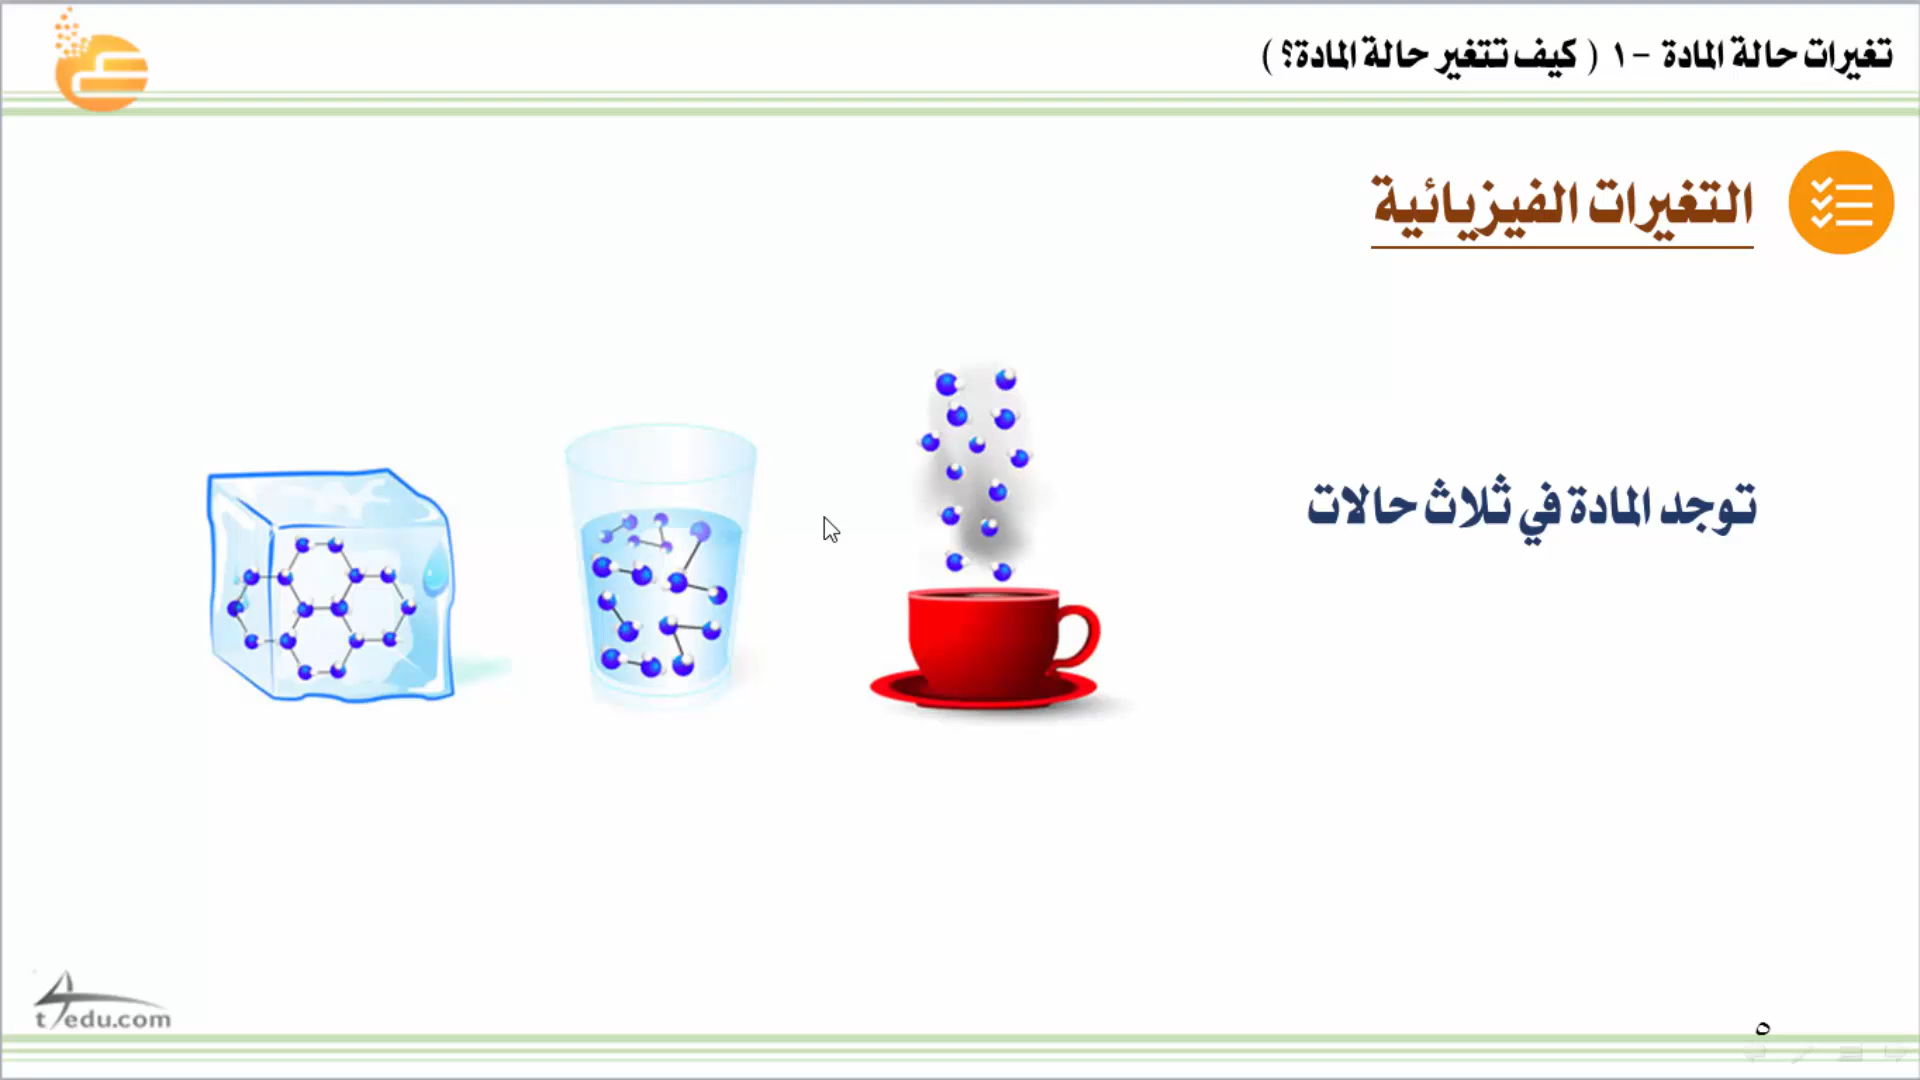 تغيرات حالة المادة - ١ ( كيف تتغير حالة المادة؟ )
التغيرات الفيزيائية
توجد المادة في ثلاث حالات
t4edu.com
٥